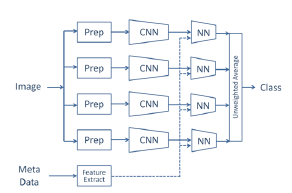 Prep CNN NN
Prep CNN NN
Image
Prep CNN NN
Prep CNN NN
Unweighted Average
Class
Meta
Data
Feature
Extract